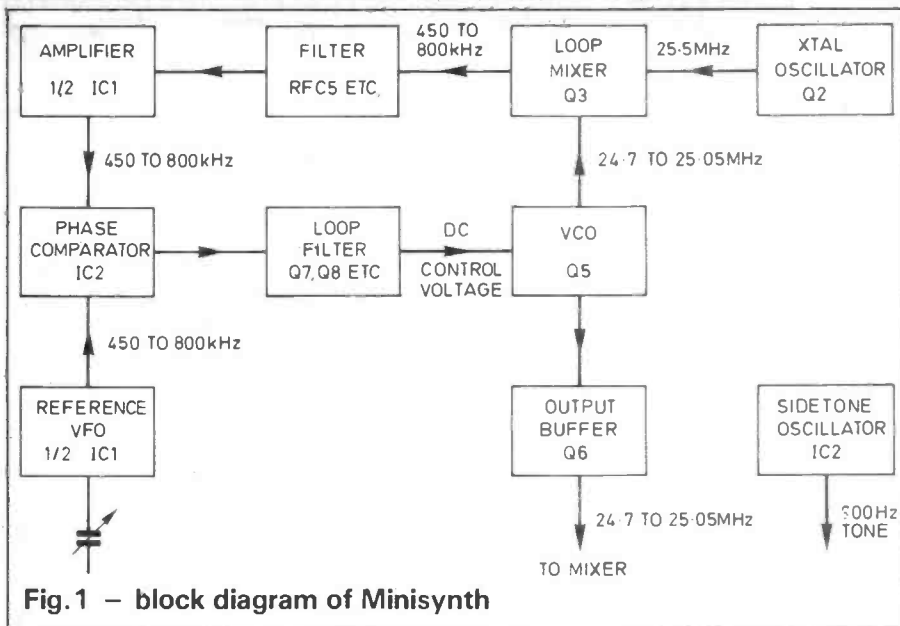 AMPLIFIER
1/2 IC1
FILTER
RFC5 ETC,
450 TO
800kHz
LOOP
MIXER
Q3
25·5MHz
XTAL
OSCILLATOR
Q2
450 TO 800kHz
24·7 TO 25·05MHz
PHASE
COMPARATOR
IC2
LOOP
FILTER
Q7,Q8 ETC
DC
CONTROL
VOLTAGE
VCO
Q5
450 TO 800kHz
REFERENCE
VFO
1/2 IC1
OUTPUT
BUFFER
Q6
SIDETONE
OSCILLATOR
IC2
24·7 TO 25·05MHz
TO MIXER
TONE
Fig.1 – block diagram of Minisynth